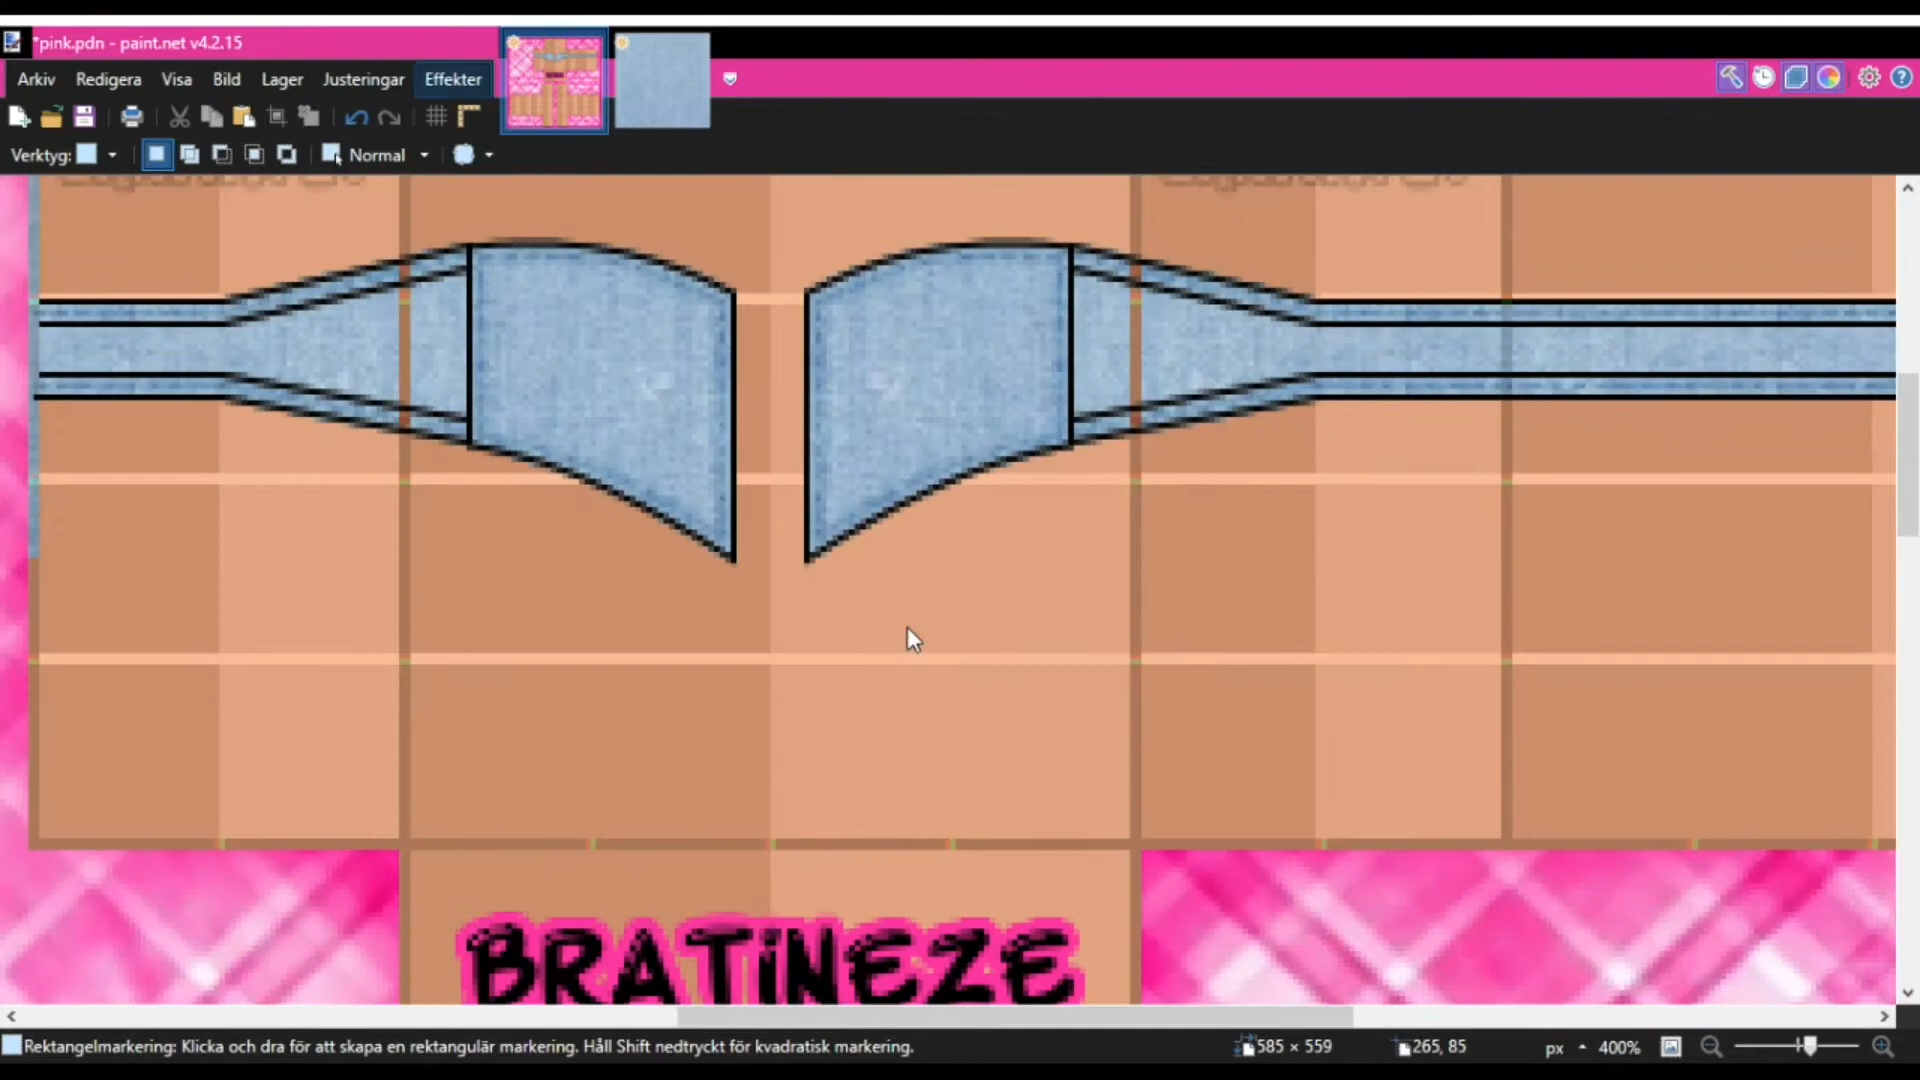 *pink.pdn - paint.net v4.2.15
Arkiv Redigera Visa Bild Lager Justeringar Effekter
Verktyg: Normal
BRATiNEZE
Rektangelmarkering: Klicka och dra för att skapa en rektangulär markering. Håll Shift nedtryckt för kvadratisk markering. 585 × 559 265, 85 px 400%